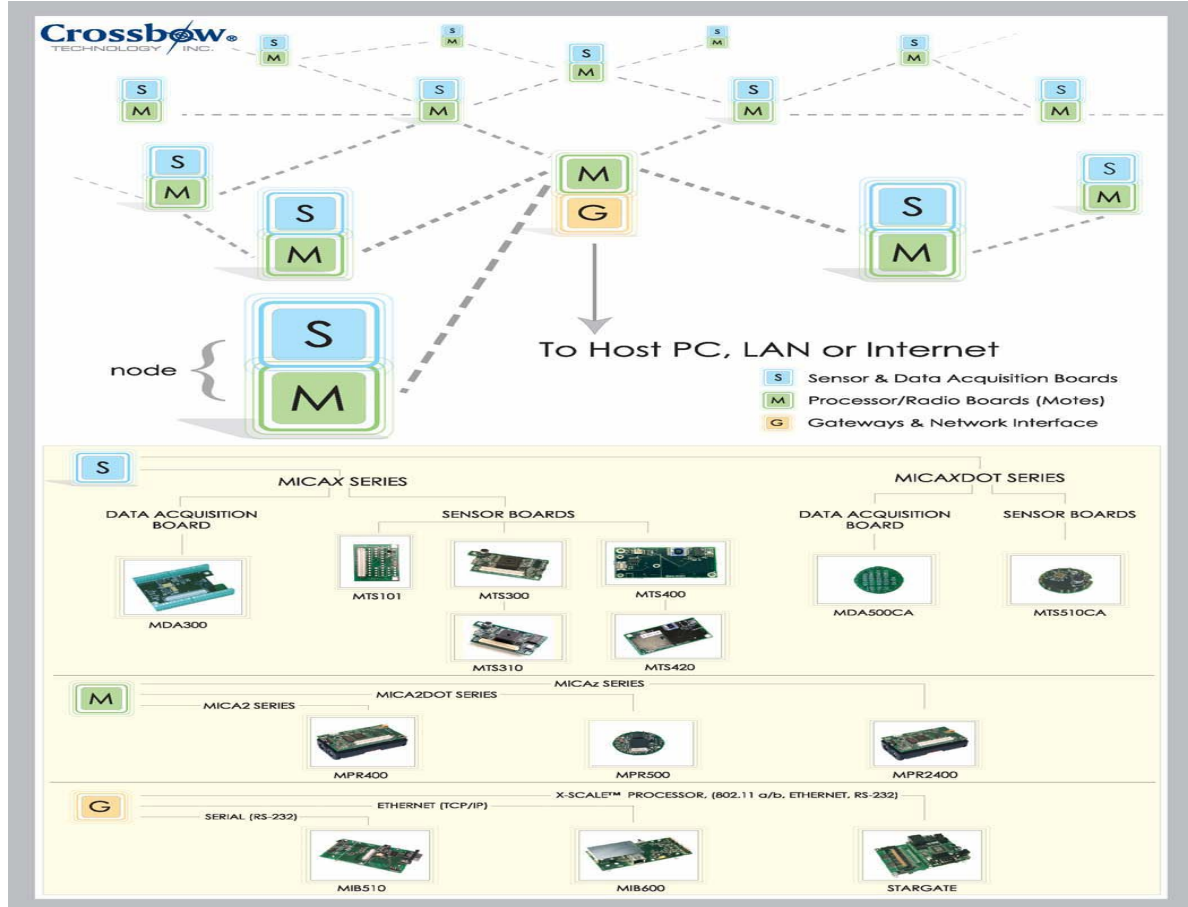 Crossbow®
TECHNOLOGY INC.
S
M
S
M
S
M
S
M
S
M
S
M
S
M
S
M
S
M
S
M
S
M
S
M
S
M
M
G
S
M
node
To Host PC, LAN or Internet
S Sensor & Data Acquisition Boards
M Processor/Radio Boards (Motes)
G Gateways & Network Interface
S
MICAX SERIES
MICAXDOT SERIES
DATA ACQUISITION
BOARD
SENSOR BOARDS
DATA ACQUISITION
BOARD
SENSOR BOARDS
MDA300
MTS101
MTS300
MTS400
MDA500CA
MTS510CA
MTS310
MTS420
M
MICAz SERIES
MICA2DOT SERIES
MICA2 SERIES
MPR400
MPR500
MPR2400
G
X-SCALE™ PROCESSOR, (802.11 a/b, ETHERNET, RS-232)
ETHERNET (TCP/IP)
SERIAL (RS-232)
MIB510
MIB600
STARGATE